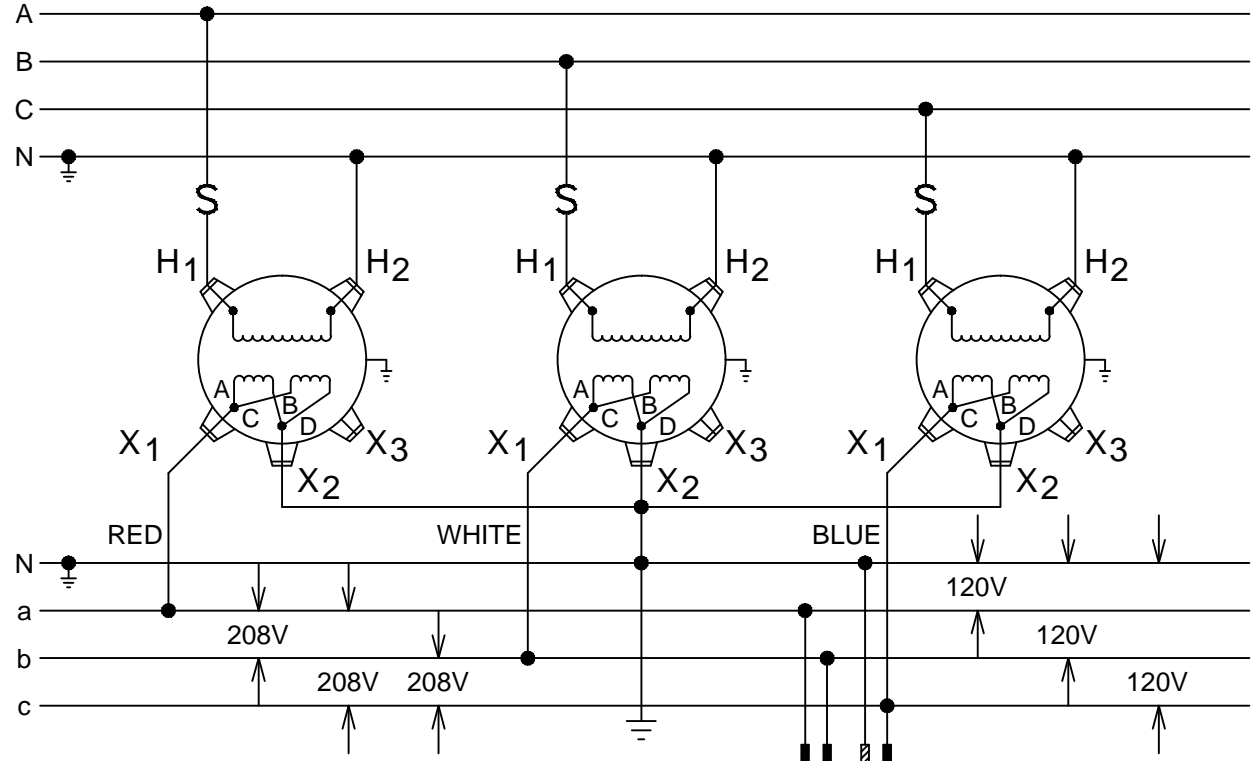 A
B
C
N
S S S
H1 H2 H1 H2 H1 H2
A B C D A B C D A B C D
X1 X3 X1 X3 X1 X3
X2 X2 X2
RED WHITE BLUE
N
120V
a
208V 120V
b
208V 208V 120V
c